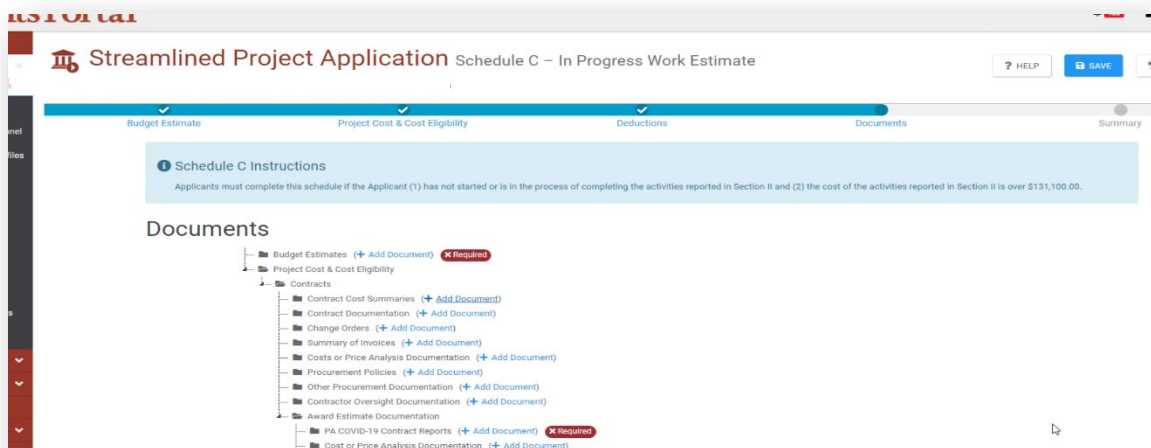 Streamlined Project Application Schedule C – In Progress Work Estimate
? HELP
SAVE
Budget Estimate
Project Cost & Cost Eligibility
Deductions
Documents
Summary
Schedule C Instructions
Applicants must complete this schedule if the Applicant (1) has not started or is in the process of completing the activities reported in Section II and (2) the cost of the activities reported in Section II is over $131,100.00.
Documents
Budget Estimates (+ Add Document) × Required
Project Cost & Cost Eligibility
Contracts
Contract Cost Summaries (+ Add Document)
Contract Documentation (+ Add Document)
Change Orders (+ Add Document)
Summary of Invoices (+ Add Document)
Costs or Price Analysis Documentation (+ Add Document)
Procurement Policies (+ Add Document)
Other Procurement Documentation (+ Add Document)
Contractor Oversight Documentation (+ Add Document)
Award Estimate Documentation
PA COVID-19 Contract Reports (+ Add Document) × Required
Cost or Price Analysis Documentation (+ Add Document)